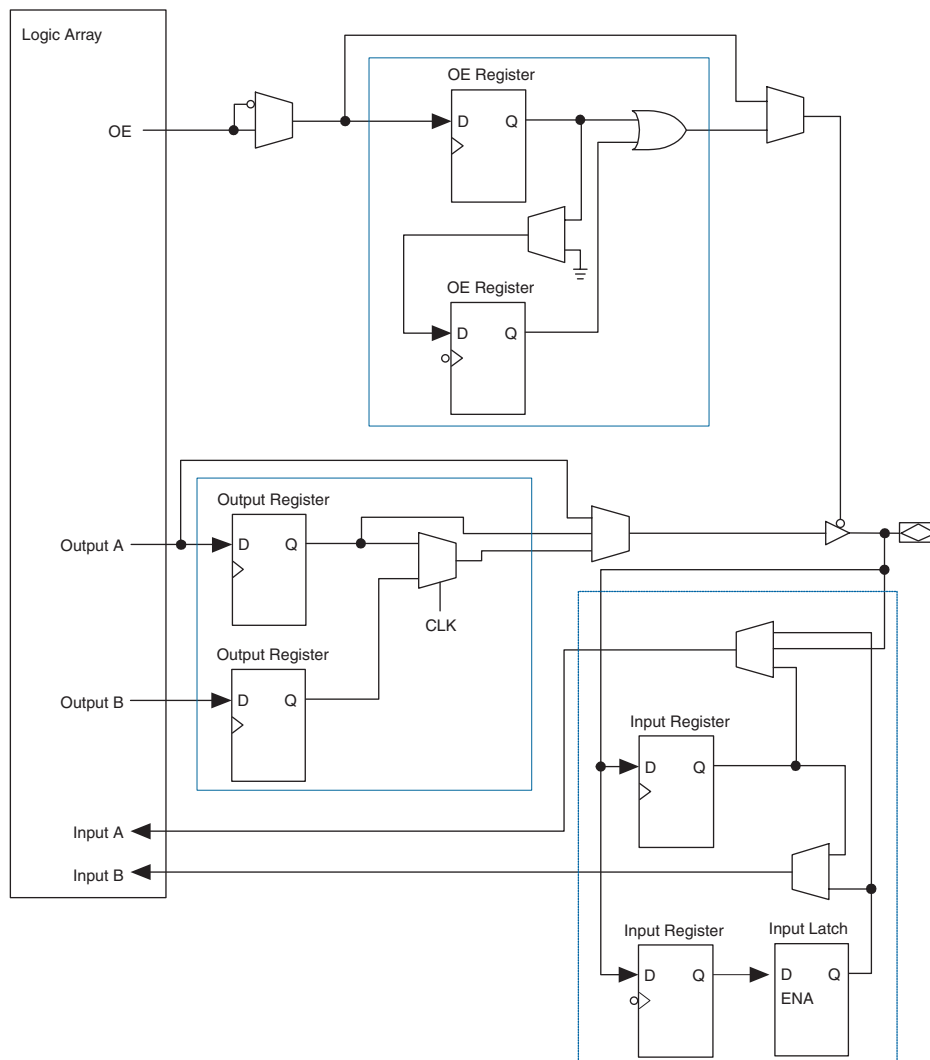 Logic Array
OE Register
OE
D Q
OE Register
D Q
Output Register
Output A
D Q
CLK
Output Register
Output B
D Q
Input Register
D Q
Input A
Input B
Input Register
Input Latch
D Q
D Q
ENA